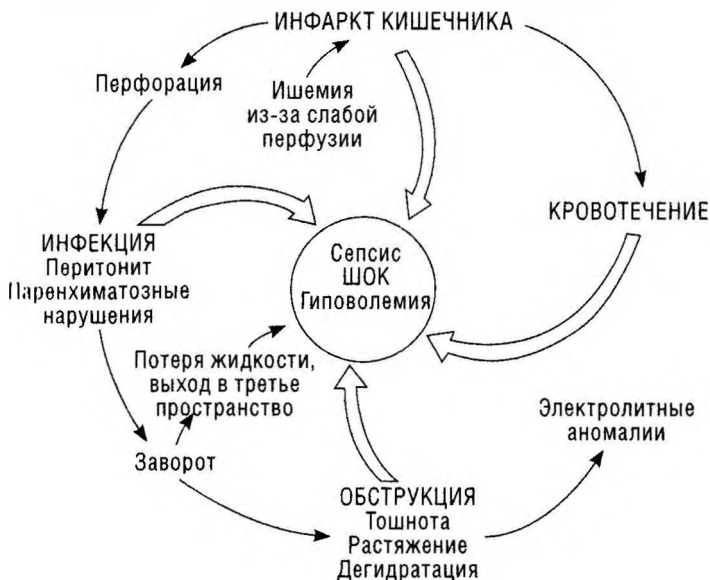 ИНФАРКТ КИШЕЧНИКА
Перфорация
Ишемия
из-за слабой
перфузии
КРОВОТЕЧЕНИЕ
ИНФЕКЦИЯ
Перитонит
Паренхиматозные
нарушения
Сепсис
ШОК
Гиповолемия
Потеря жидкости,
выход в третье
пространство
Заворот
Электролитные
аномалии
ОБСТРУКЦИЯ
Тошнота
Растяжение
Дегидратация